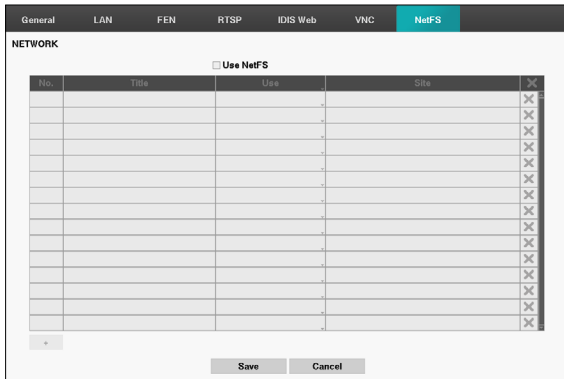 General LAN FEN RTSP IDIS Web VNC NetFS
NETWORK
Use NetFS
No. Title Use Site
+
Save Cancel